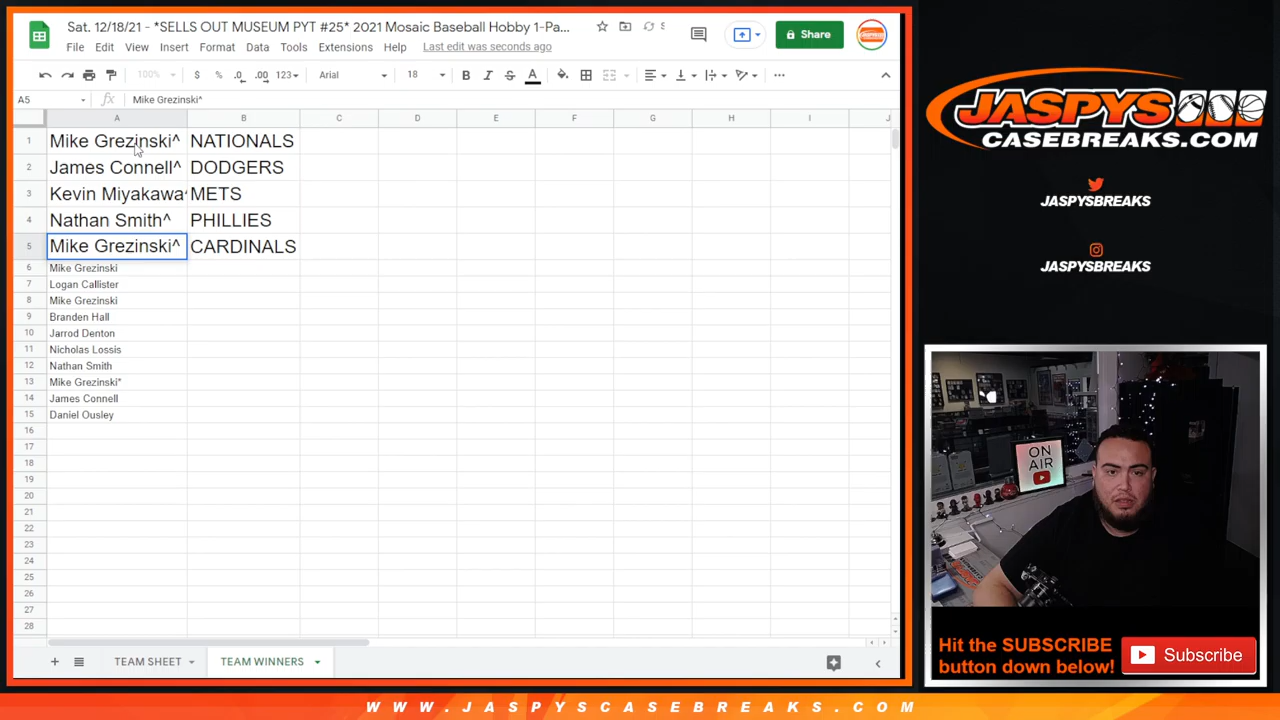 Sat. 12/18/21 - *SELLS OUT MUSEUM PYT #25* 2021 Mosaic Baseball Hobby 1-Pa...
File Edit View Insert Format Data Tools Extensions Help Last edit was seconds ago
Share
100% $ % .0 .00 123 Arial 18 B I S A
A5 fx Mike Grezinski^
A B C D E F G H I J
1 Mike Grezinski^ NATIONALS
2 James Connell^ DODGERS
3 Kevin Miyakawa^ METS
4 Nathan Smith^ PHILLIES
5 Mike Grezinski^ CARDINALS
6 Mike Grezinski
7 Logan Callister
8 Mike Grezinski
9 Branden Hall
10 Jarrod Denton
11 Nicholas Lossis
12 Nathan Smith
13 Mike Grezinski*
14 James Connell
15 Daniel Ousley
16
17
18
19
20
21
22
23
24
25
26
27
28
+ TEAM SHEET TEAM WINNERS
JASPYS
CASEBREAKS.COM
JASPYSBREAKS
JASPYSBREAKS
ON
AIR
Hit the SUBSCRIBE
button down below!
Subscribe
WWW.JASPYSCASEBREAKS.COM